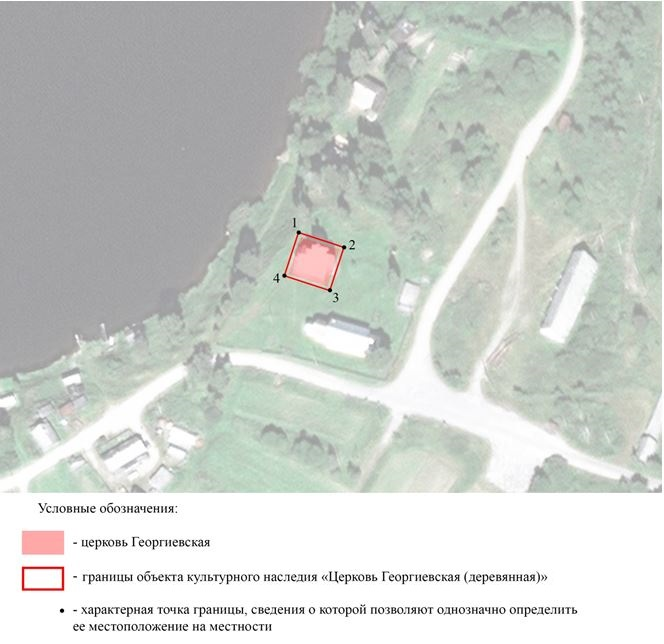 1
2
4
3
Условные обозначения:
- церковь Георгиевская
- границы объекта культурного наследия «Церковь Георгиевская (деревянная)»
- характерная точка границы, сведения о которой позволяют однозначно определить
ее местоположение на местности